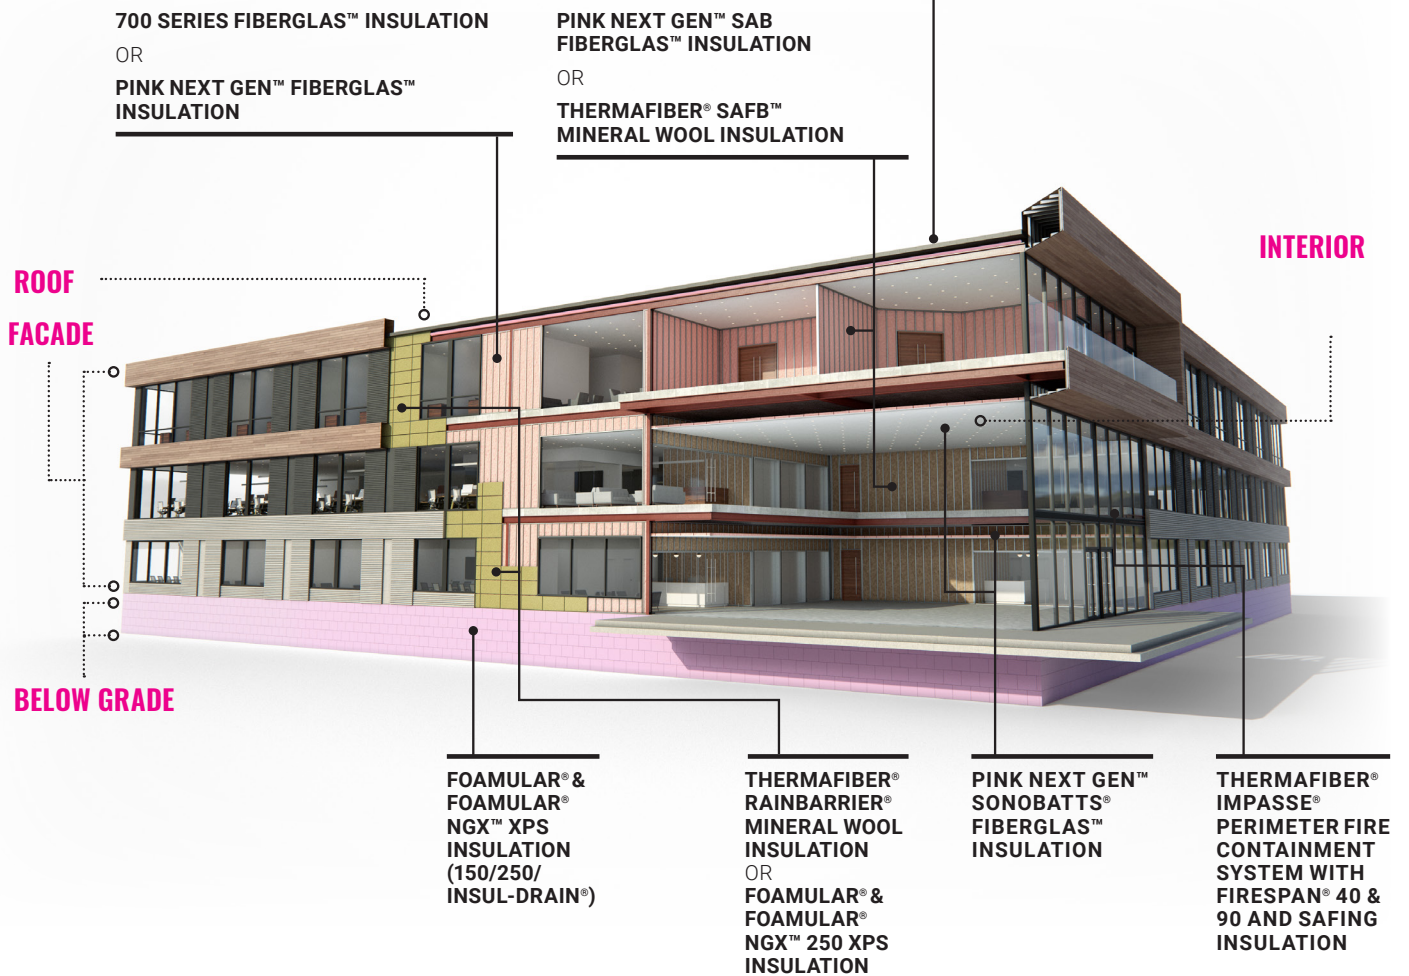 700 SERIES FIBERGLAS™ INSULATION
OR
PINK NEXT GEN™ FIBERGLAS™
INSULATION
PINK NEXT GEN™ SAB
FIBERGLAS™ INSULATION
OR
THERMAFIBER® SAFB™
MINERAL WOOL INSULATION
INTERIOR
ROOF
FACADE
BELOW GRADE
FOAMULAR® &
FOAMULAR®
NGX™ XPS
INSULATION
(150/250/
INSUL-DRAIN®)
THERMAFIBER®
RAINBARRIER®
MINERAL WOOL
INSULATION
OR
FOAMULAR® &
FOAMULAR®
NGX™ 250 XPS
INSULATION
PINK NEXT GEN™
SONOBATTS®
FIBERGLAS™
INSULATION
THERMAFIBER®
IMPASSE®
PERIMETER FIRE
CONTAINMENT
SYSTEM WITH
FIRESPAN® 40 &
90 AND SAFING
INSULATION